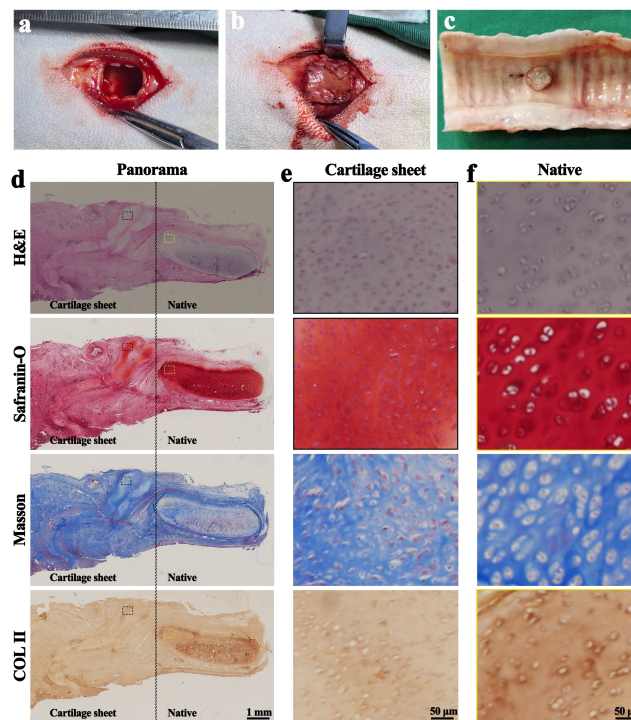 a
b
c
d
Panorama
e
Cartilage sheet
f
Native
H&E
Cartilage sheet
Native
Safranin-O
Cartilage sheet
Native
Masson
Cartilage sheet
Native
COL II
Cartilage sheet
Native
1 mm
50 μm
50